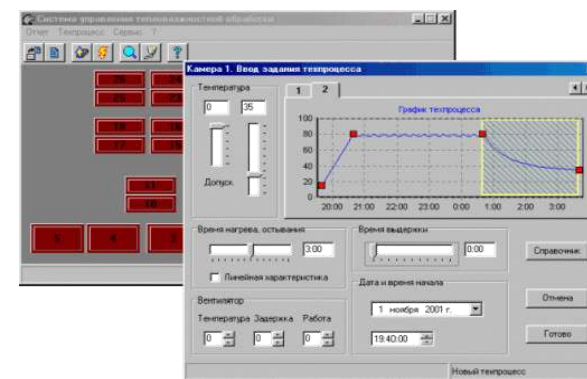 Система управления тепловлажностной обработки
Отчет Техпроцесс Сервис ?
Камера 1. Ввод задания техпроцесса
Температура
0 35
Допуск
1 2
График техпроцесса
100
80
60
40
20
0
20:00 21:00 22:00 23:00 0:00 1:00 2:00 3:00
Время нагрева, остывания
3:00
Линейная характеристика
Время выдержки
0:00
Справочник
Вентилятор
Температура Задержка Работа
0 0 0
Дата и время начала
1 ноября 2001 г.
19:40:00
Отмена
Готово
Новый техпроцесс
5